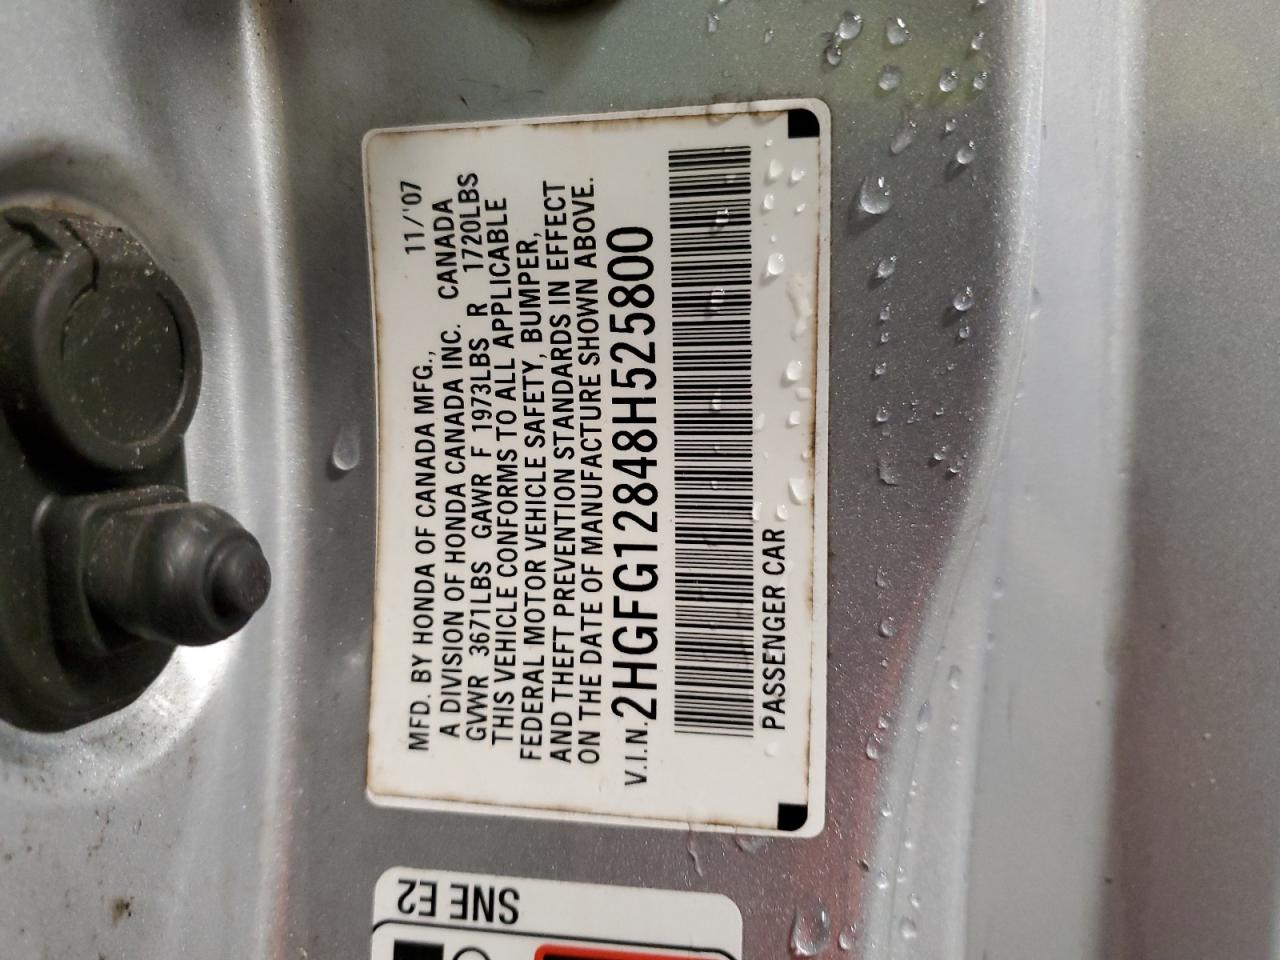 MFD. BY HONDA OF CANADA MFG., 11/'07
A DIVISION OF HONDA CANADA INC. CANADA
GVWR 3671LBS GAWR F 1973LBS R 1720LBS
THIS VEHICLE CONFORMS TO ALL APPLICABLE
FEDERAL MOTOR VEHICLE SAFETY, BUMPER,
AND THEFT PREVENTION STANDARDS IN EFFECT
ON THE DATE OF MANUFACTURE SHOWN ABOVE.
V.I.N.2HGFG12848H525800
PASSENGER CAR
SNE E2